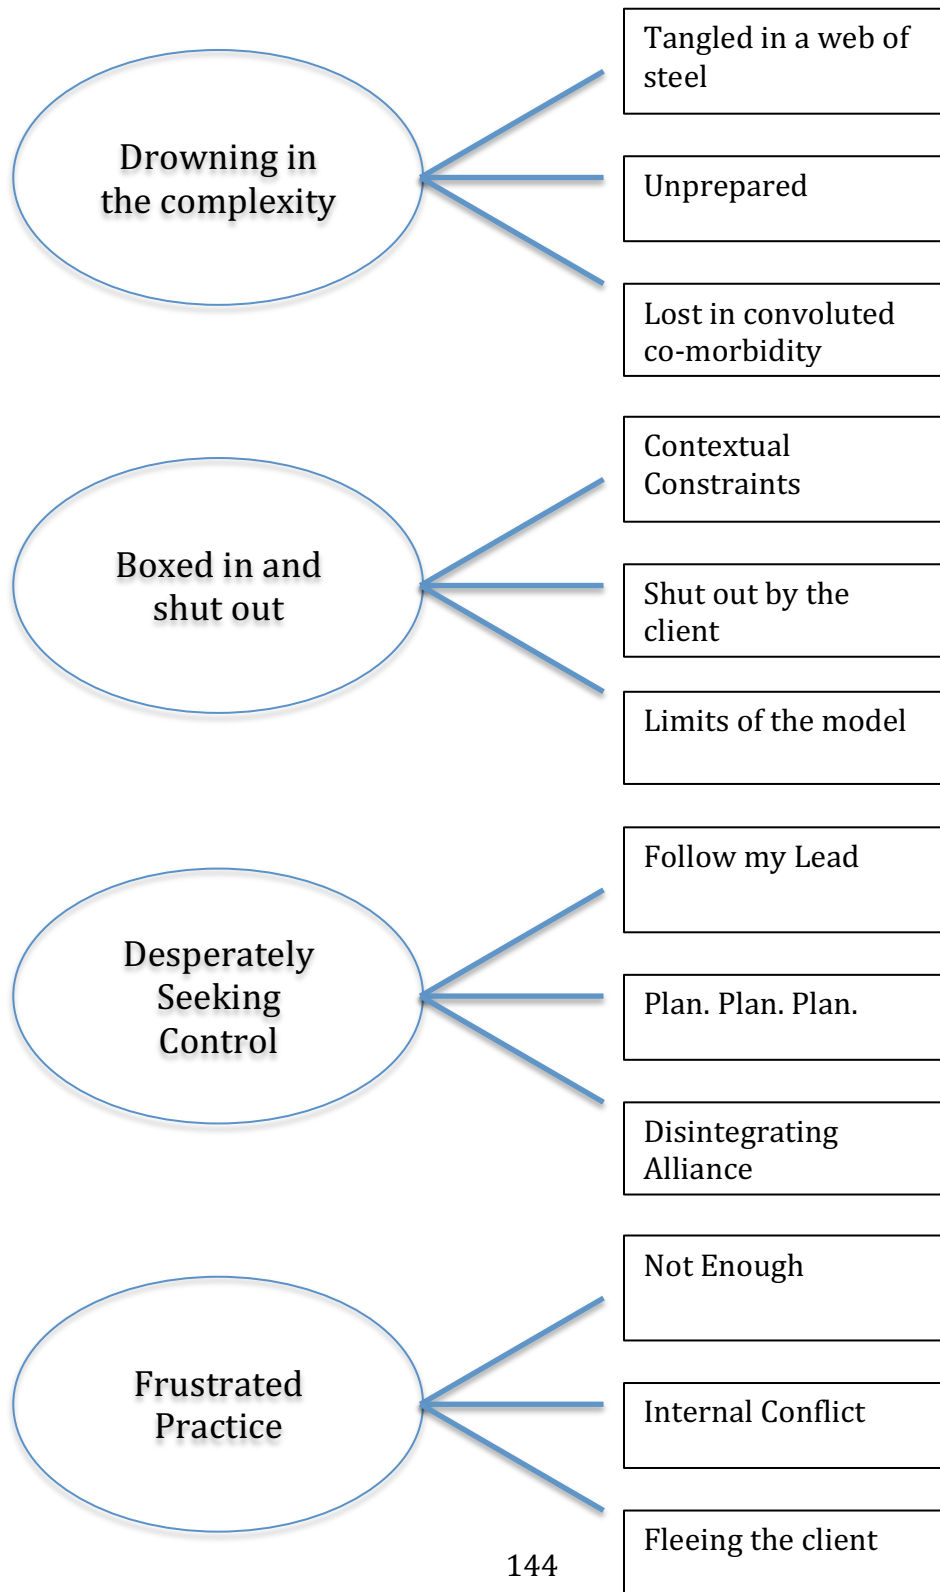 Drowning in
the complexity
Tangled in a web of
steel
Unprepared
Lost in convoluted
co-morbidity
Boxed in and
shut out
Contextual
Constraints
Shut out by the
client
Limits of the model
Desperately
Seeking
Control
Follow my Lead
Plan. Plan. Plan.
Disintegrating
Alliance
Frustrated
Practice
Not Enough
Internal Conflict
Fleeing the client
144